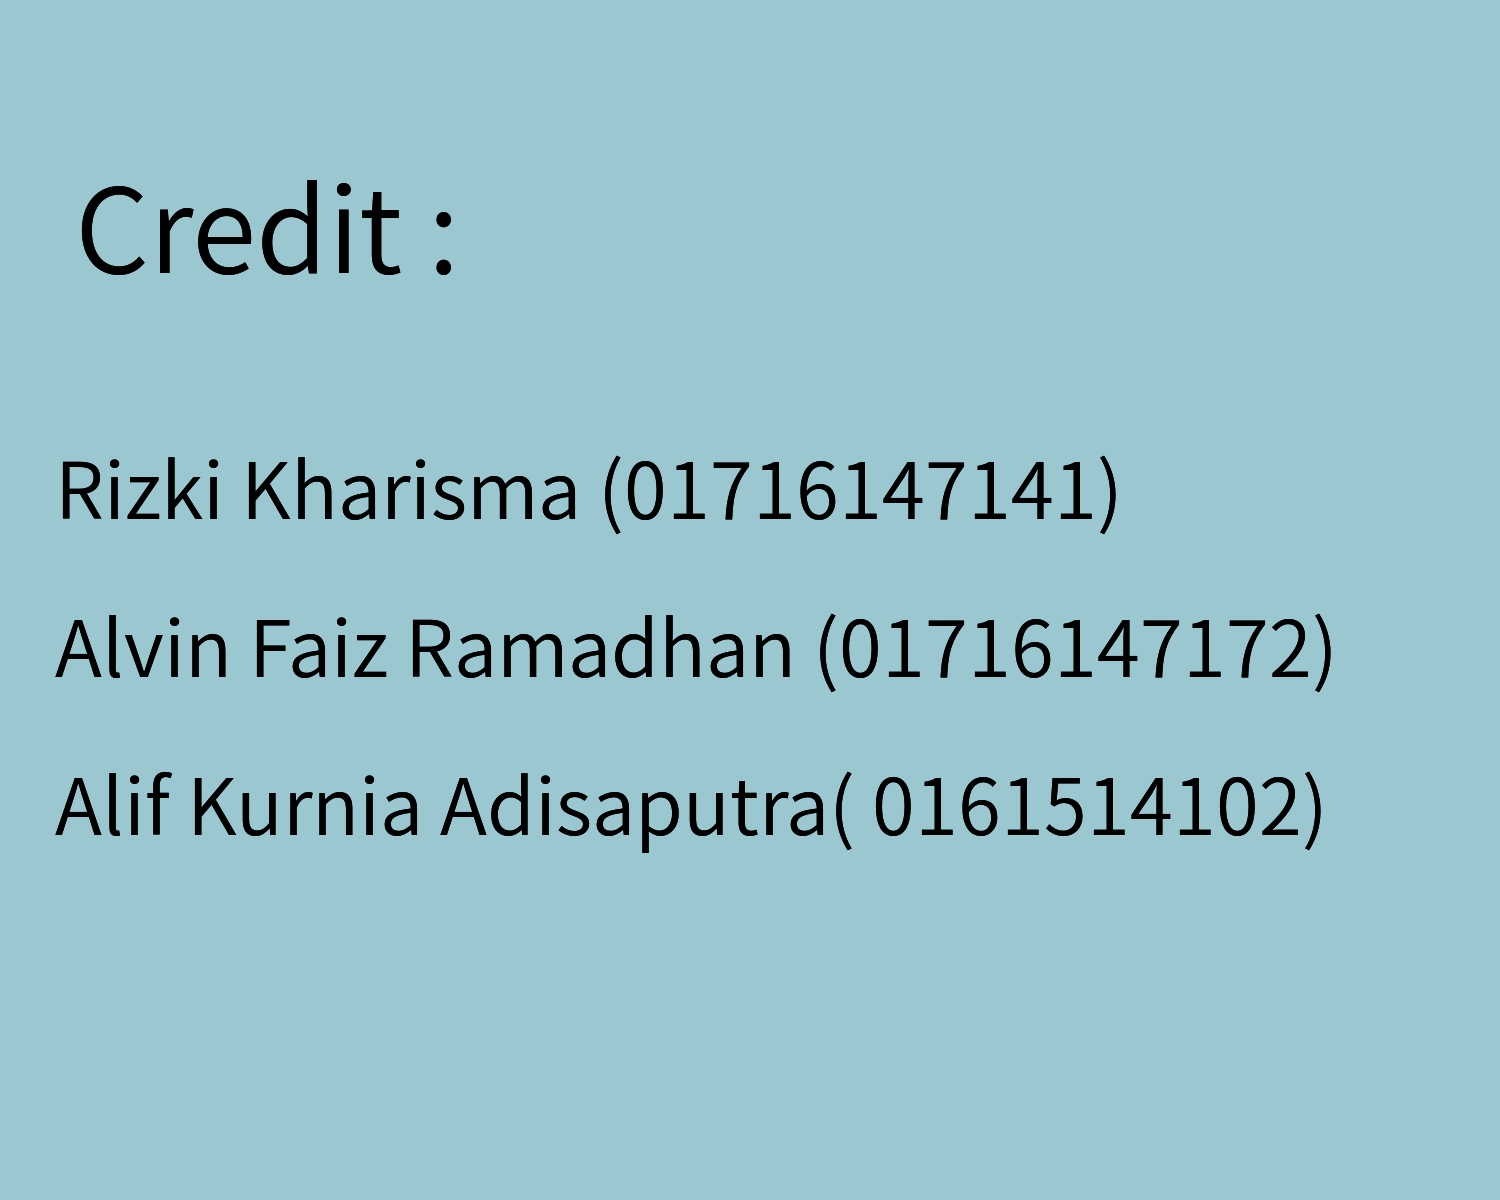 Credit :
Rizki Kharisma (01716147141)
Alvin Faiz Ramadhan (01716147172)
Alif Kurnia Adisaputra( 0161514102)